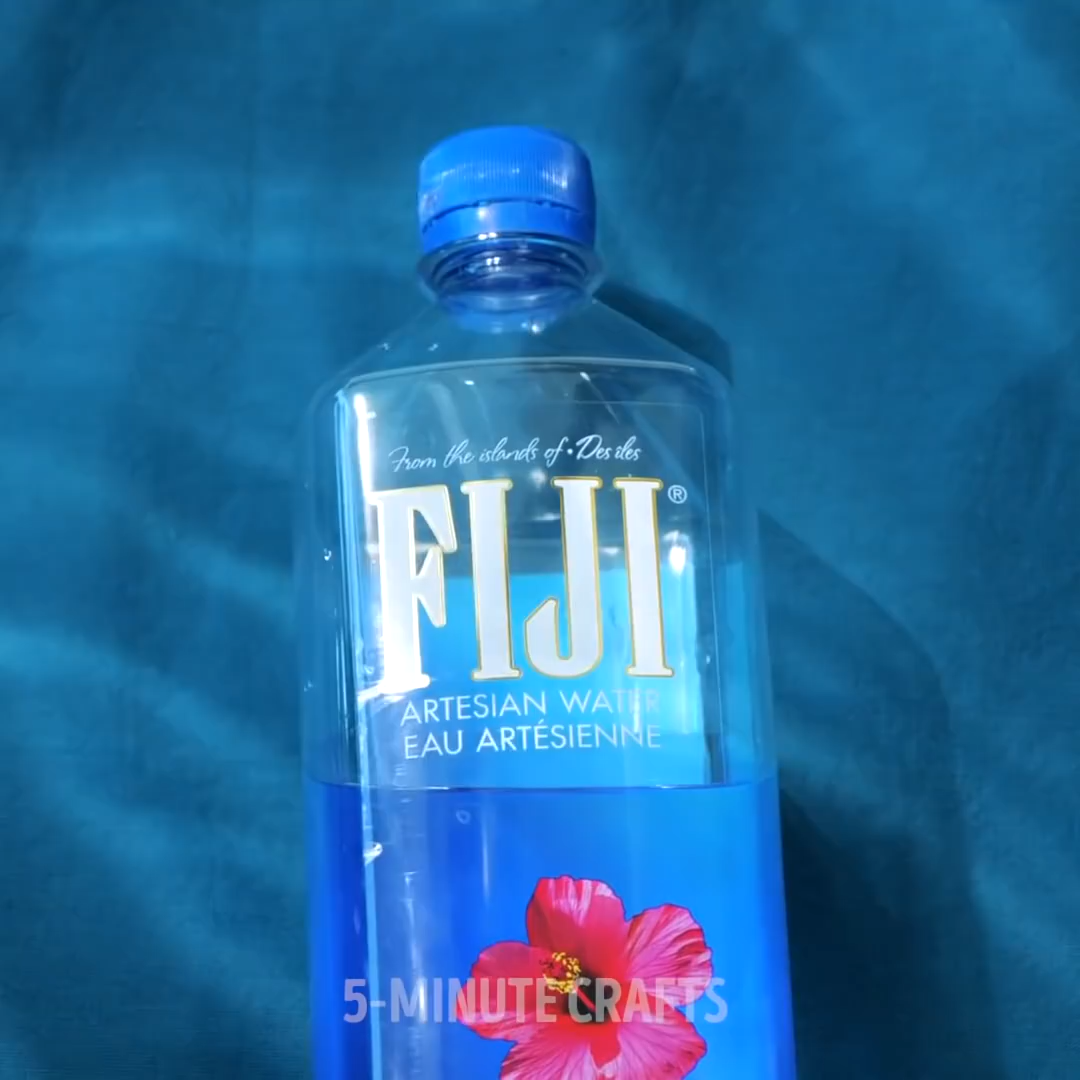 From the islands of • Des îles
FIJI®
ARTESIAN WATER
EAU ARTÉSIENNE
5-MINUTE CRAFTS